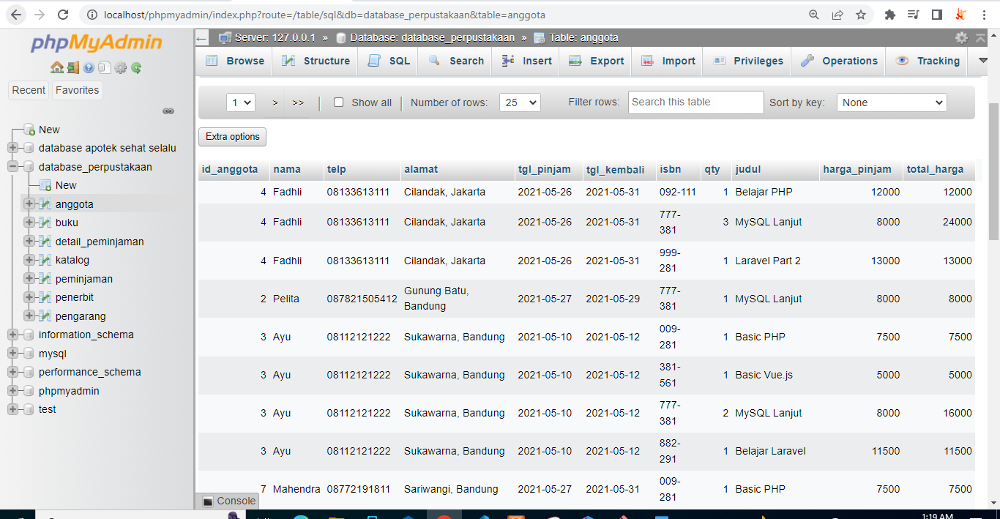 localhost/phpmyadmin/index.php?route=/table/sql&db=database_perpustakaan&table=anggota
phpMyAdmin
Recent Favorites
New
database apotek sehat selalu
database_perpustakaan
New
anggota
buku
detail_peminjaman
katalog
peminjaman
penerbit
pengarang
information_schema
mysql
performance_schema
phpmyadmin
test
Server: 127.0.0.1 » Database: database_perpustakaan » Table: anggota
Browse Structure SQL Search Insert Export Import Privileges Operations Tracking
1 > >> Show all Number of rows: 25 Filter rows: Search this table Sort by key: None
Extra options
id_anggota nama telp alamat tgl_pinjam tgl_kembali isbn qty judul harga_pinjam total_harga
4 Fadhli 08133613111 Cilandak, Jakarta 2021-05-26 2021-05-31 092-111 1 Belajar PHP 12000 12000
777-
4 Fadhli 08133613111 Cilandak, Jakarta 2021-05-26 2021-05-31 3 MySQL Lanjut 8000 24000
381
999-
4 Fadhli 08133613111 Cilandak, Jakarta 2021-05-26 2021-05-31 1 Laravel Part 2 13000 13000
281
Gunung Batu, 777-
2 Pelita 087821505412 2021-05-27 2021-05-29 1 MySQL Lanjut 8000 8000
Bandung 381
009-
3 Ayu 08112121222 Sukawarna, Bandung 2021-05-10 2021-05-12 1 Basic PHP 7500 7500
281
381-
3 Ayu 08112121222 Sukawarna, Bandung 2021-05-10 2021-05-12 1 Basic Vue.js 5000 5000
561
777-
3 Ayu 08112121222 Sukawarna, Bandung 2021-05-10 2021-05-12 2 MySQL Lanjut 8000 16000
381
882-
3 Ayu 08112121222 Sukawarna, Bandung 2021-05-10 2021-05-12 1 Belajar Laravel 11500 11500
291
009-
7 Mahendra 08772191811 Sariwangi, Bandung 2021-05-27 2021-05-31 1 Basic PHP 7500 7500
281
Console
1:19 AM